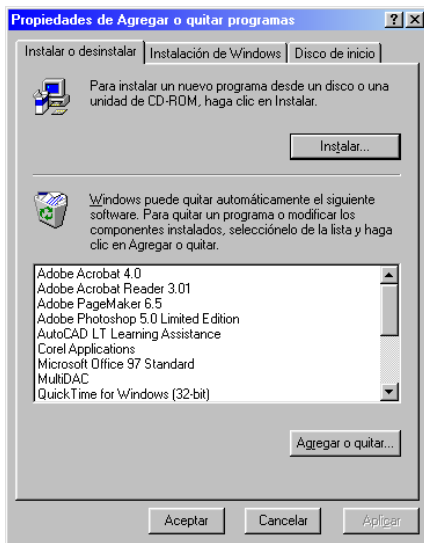 Propiedades de Agregar o quitar programas
Instalar o desinstalar Instalación de Windows Disco de inicio
Para instalar un nuevo programa desde un disco o una
unidad de CD-ROM, haga clic en Instalar.
Instalar...
Windows puede quitar automáticamente el siguiente
software. Para quitar un programa o modificar los
componentes instalados, selecciónelo de la lista y haga
clic en Agregar o quitar.
Adobe Acrobat 4.0
Adobe Acrobat Reader 3.01
Adobe PageMaker 6.5
Adobe Photoshop 5.0 Limited Edition
AutoCAD LT Learning Assistance
Corel Applications
Microsoft Office 97 Standard
MultiDAC
QuickTime for Windows (32-bit)
Agregar o quitar...
Aceptar Cancelar Aplicar